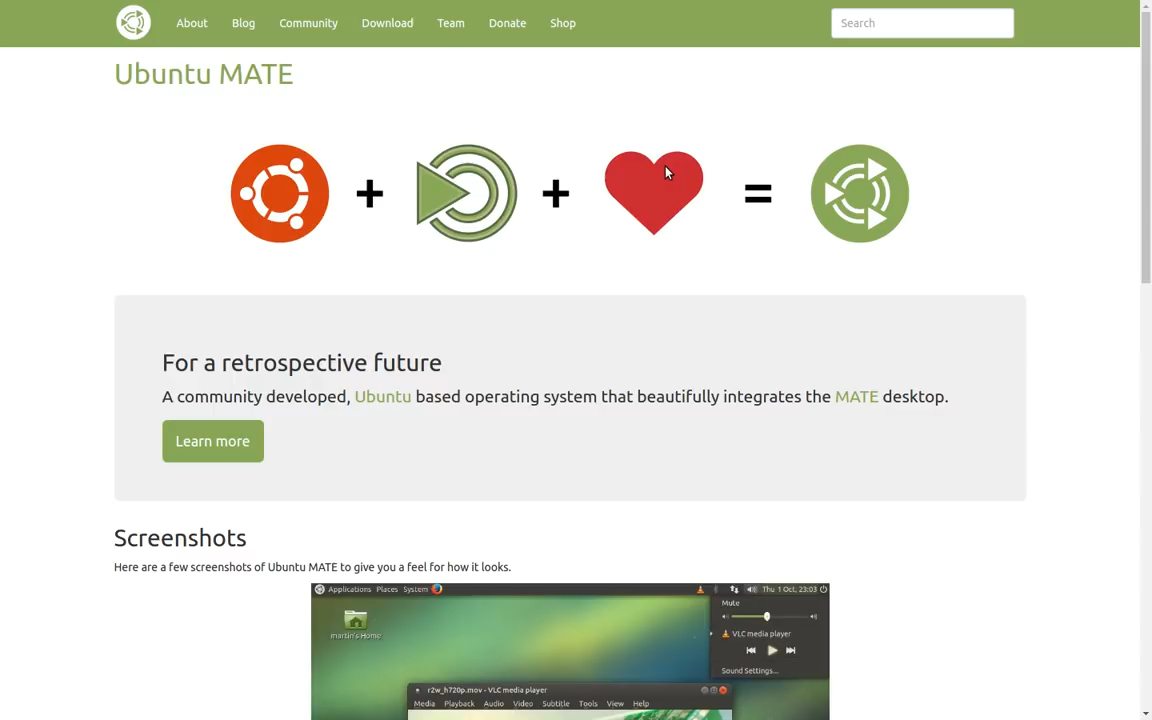 About Blog Community Download Team Donate Shop Search
Ubuntu MATE
+ + =
For a retrospective future
A community developed, Ubuntu based operating system that beautifully integrates the MATE desktop.
Learn more
Screenshots
Here are a few screenshots of Ubuntu MATE to give you a feel for how it looks.
Applications Places System Thu 1 Oct, 23:03
Mute
martin's Home
VLC media player
Sound Settings...
r2w_h720p.mov - VLC media player
Media Playback Audio Video Subtitle Tools View Help